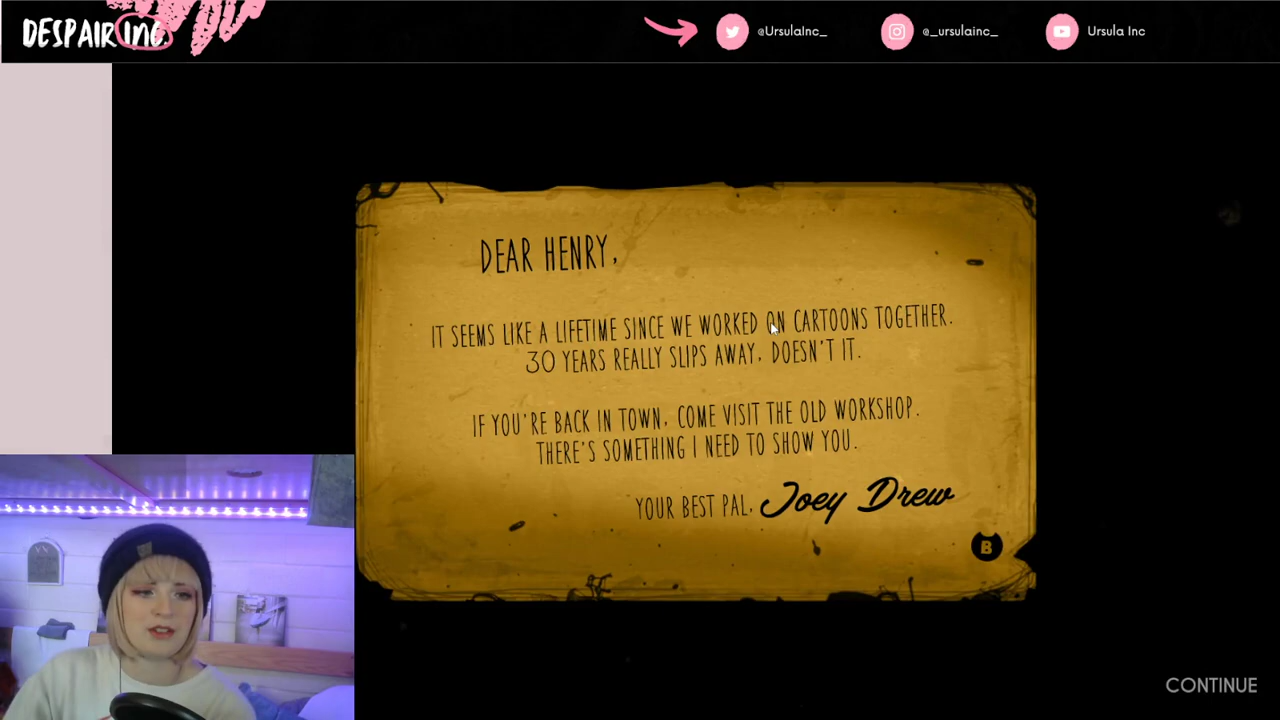 DESPAIR Inc.
@UrsulaInc_
@_ursulainc_
Ursula Inc
DEAR HENRY,
IT SEEMS LIKE A LIFETIME SINCE WE WORKED ON CARTOONS TOGETHER.
30 YEARS REALLY SLIPS AWAY, DOESN'T IT.
IF YOU'RE BACK IN TOWN, COME VISIT THE OLD WORKSHOP.
THERE'S SOMETHING I NEED TO SHOW YOU.
YOUR BEST PAL, Joey Drew
B
CONTINUE